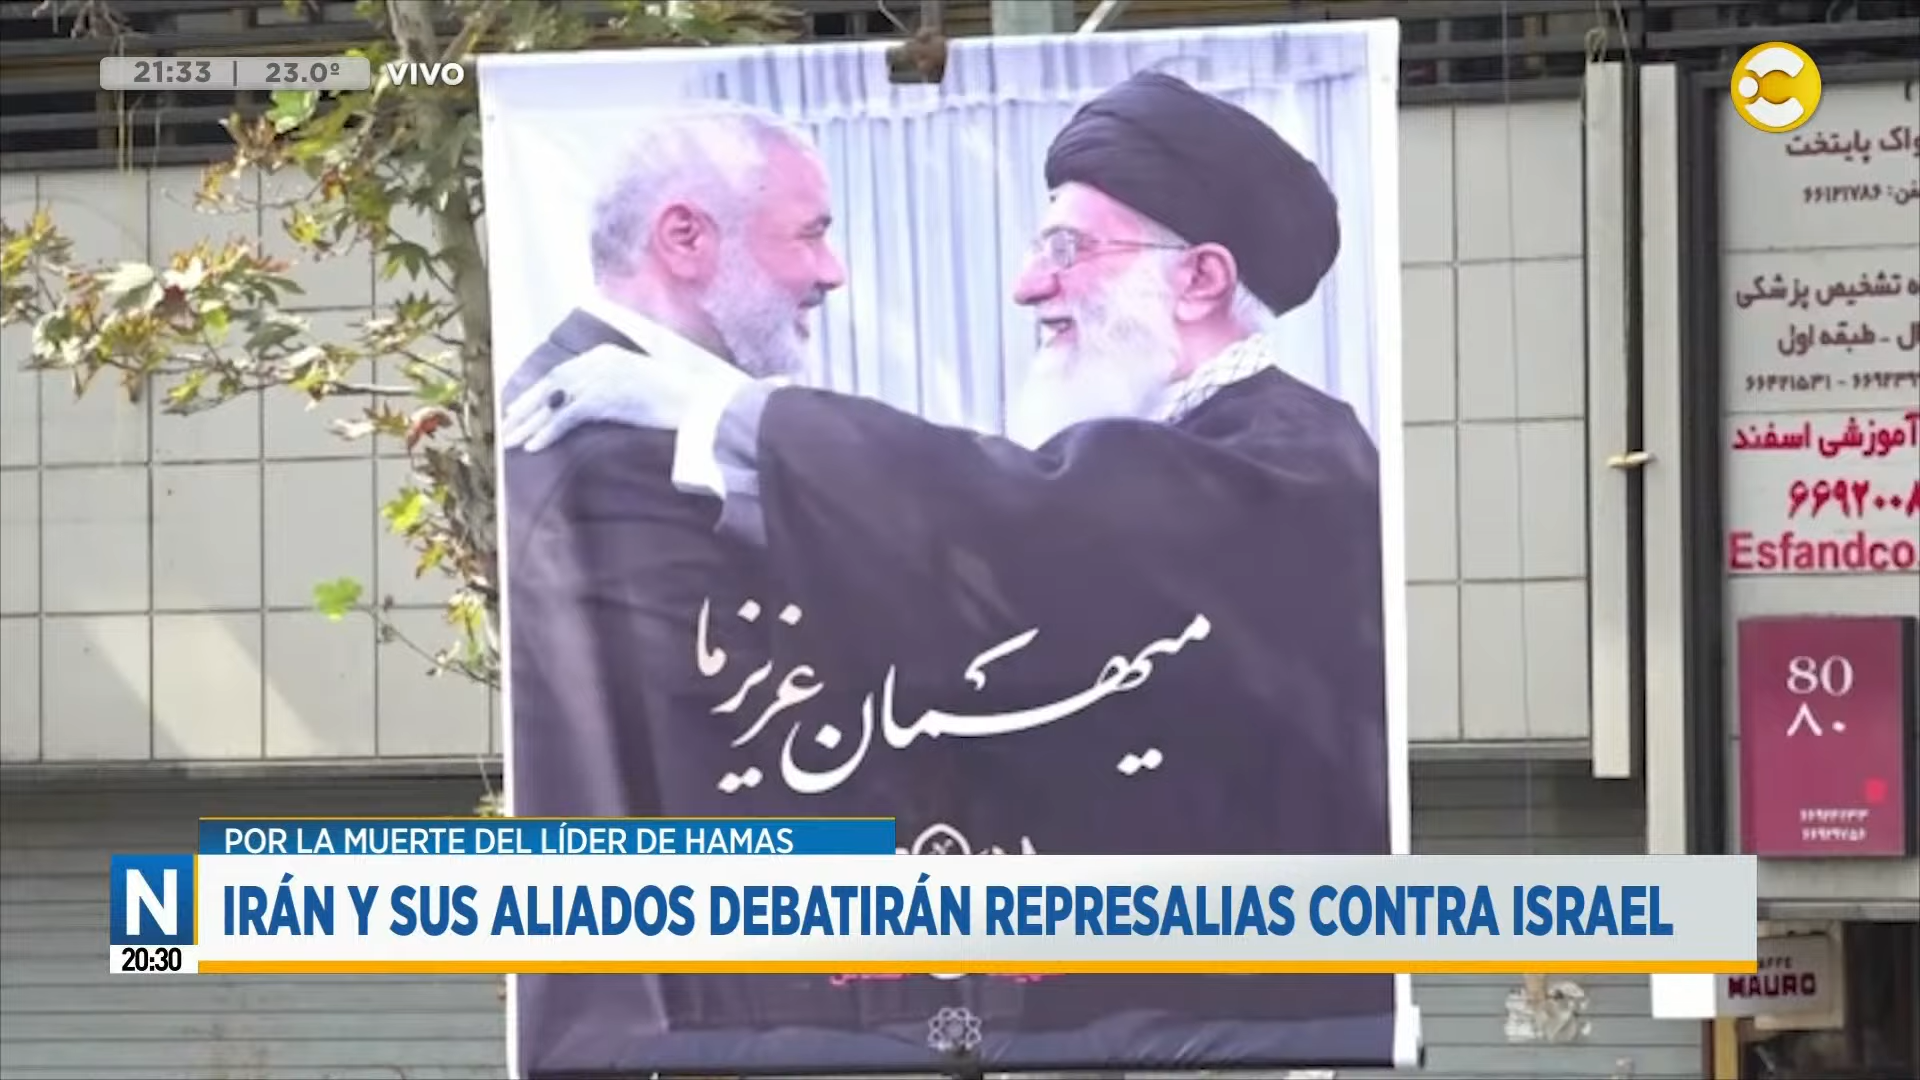 21:33 | 23.0º VIVO
میهمان عزیز ما
واک پایتخت
تشخیص پزشکی
ال - طبقه اول
آموزشی اسفند
Esfandco
80
۸۰
POR LA MUERTE DEL LÍDER DE HAMAS
N IRÁN Y SUS ALIADOS DEBATIRÁN REPRESALIAS CONTRA ISRAEL
20:30
MAURO